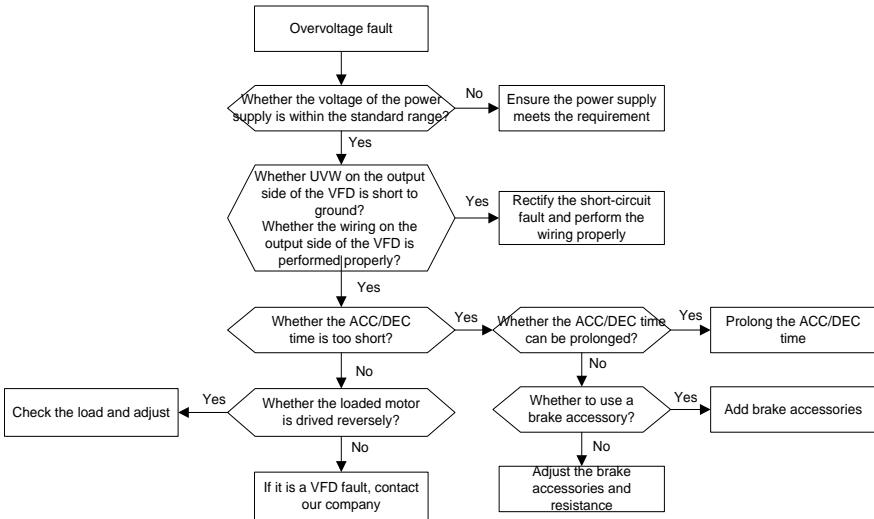 Overvoltage fault
Whether the voltage of the power
supply is within the standard range?
No
Ensure the power supply
meets the requirement
Yes
Whether UVW on the output
side of the VFD is short to
ground?
Whether the wiring on the
output side of the VFD is
performed properly?
Yes
Rectify the short-circuit
fault and perform the
wiring properly
Yes
Whether the ACC/DEC
time is too short?
Yes
Whether the ACC/DEC time
can be prolonged?
Yes
Prolong the ACC/DEC
time
No
No
Check the load and adjust
Yes
Whether the loaded motor
is drived reversely?
Whether to use a
brake accessory?
Yes
Add brake accessories
No
No
If it is a VFD fault, contact
our company
Adjust the brake
accessories and
resistance